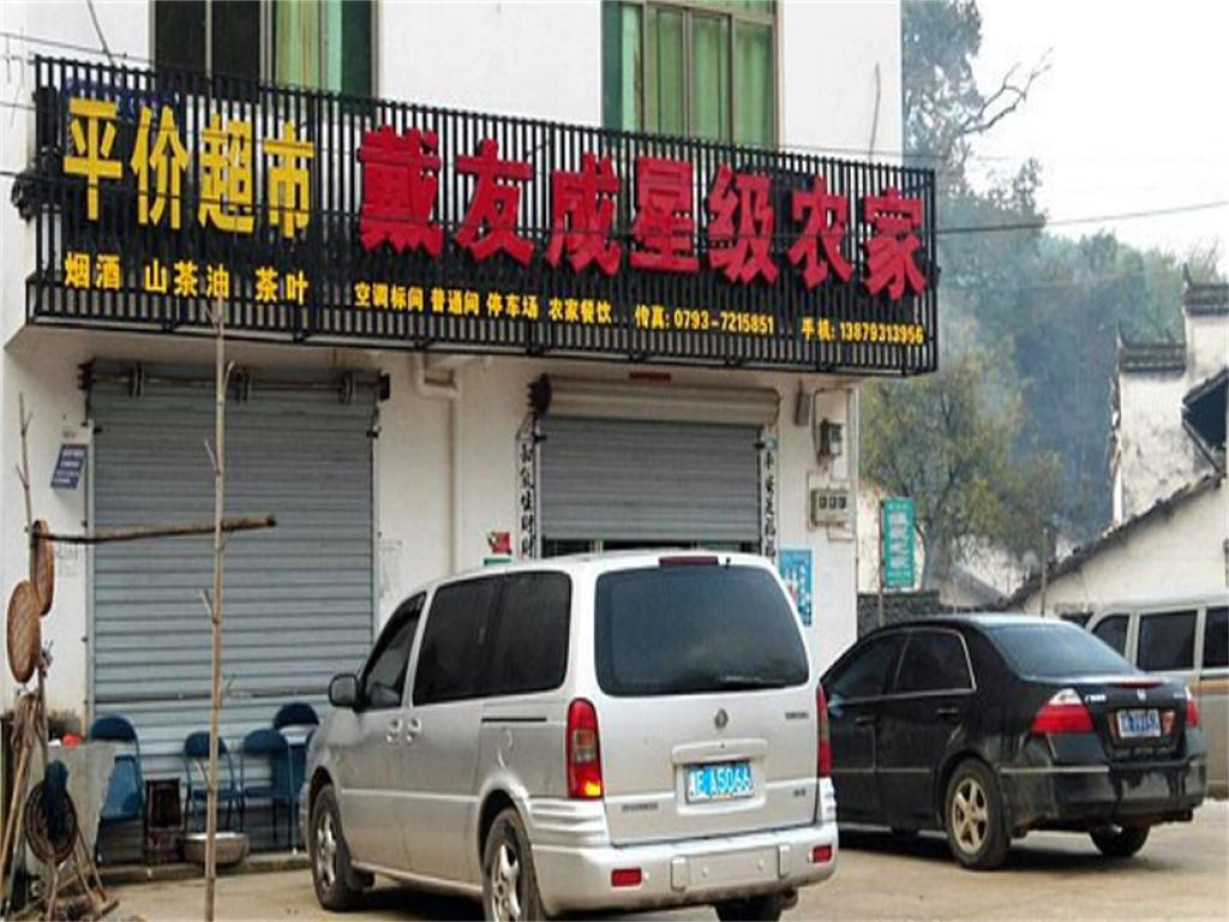 平价超市 戴友成星级农家
烟酒 山茶油 茶叶 空调标间 普通间 停车场 农家餐饮 传真: 0793-7215851 手机: 13879313956
A5066